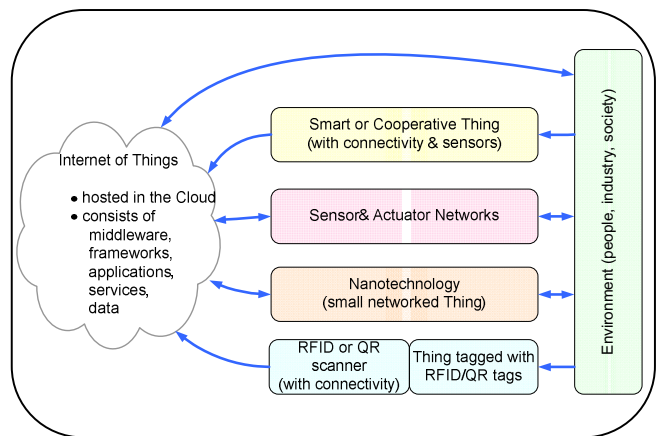 Internet of Things
● hosted in the Cloud
● consists of
middleware,
frameworks,
applications,
services,
data
Smart or Cooperative Thing
(with connectivity & sensors)
Sensor& Actuator Networks
Nanotechnology
(small networked Thing)
RFID or QR
scanner
(with connectivity)
Thing tagged with
RFID/QR tags
Environment (people, industry, society)